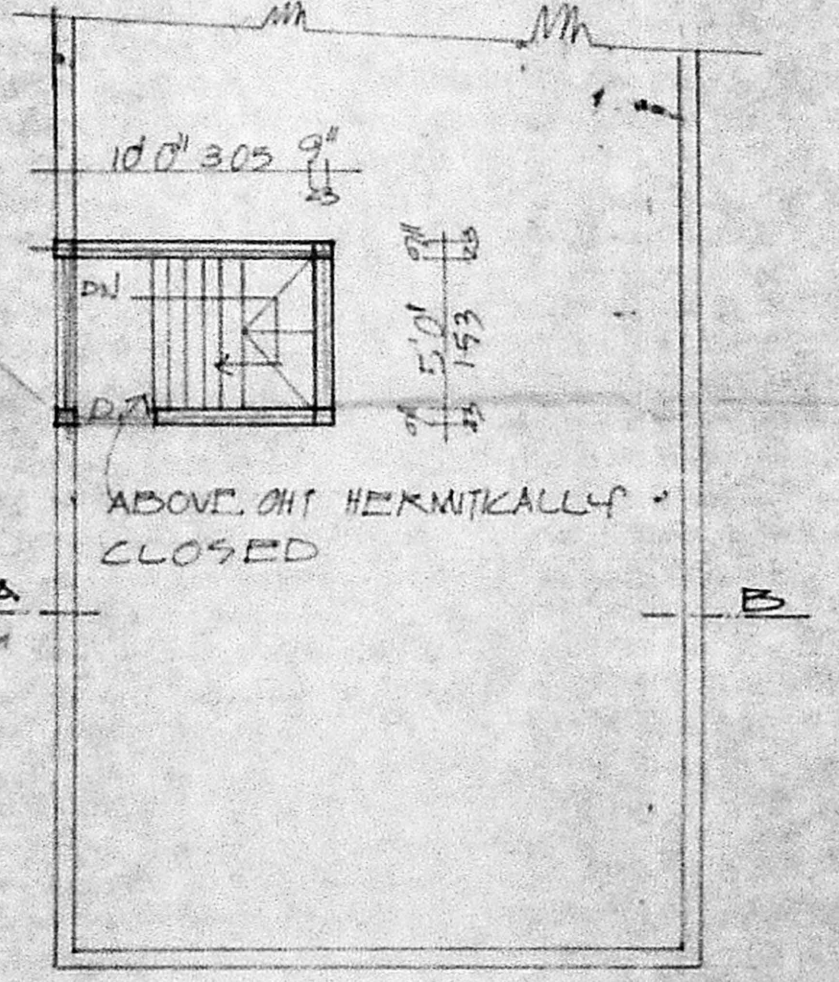 10'0" 305 9"
23
9" 23
5'0" 153
9" 23
DN
D
ABOVE OHT HERMITICALLY
CLOSED
A
B